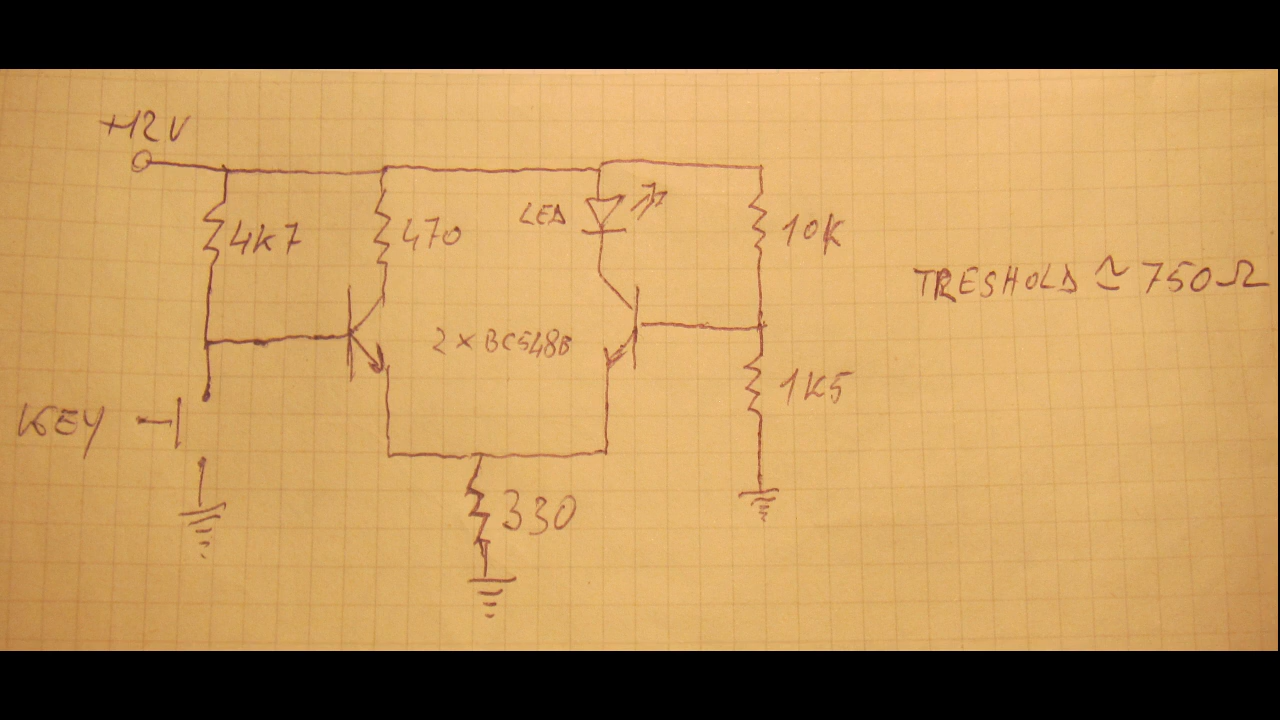 +12V
4K7
470
LED
10K
TRESHOLD ≃ 750Ω
2 × BC548B
1K5
KEY
330